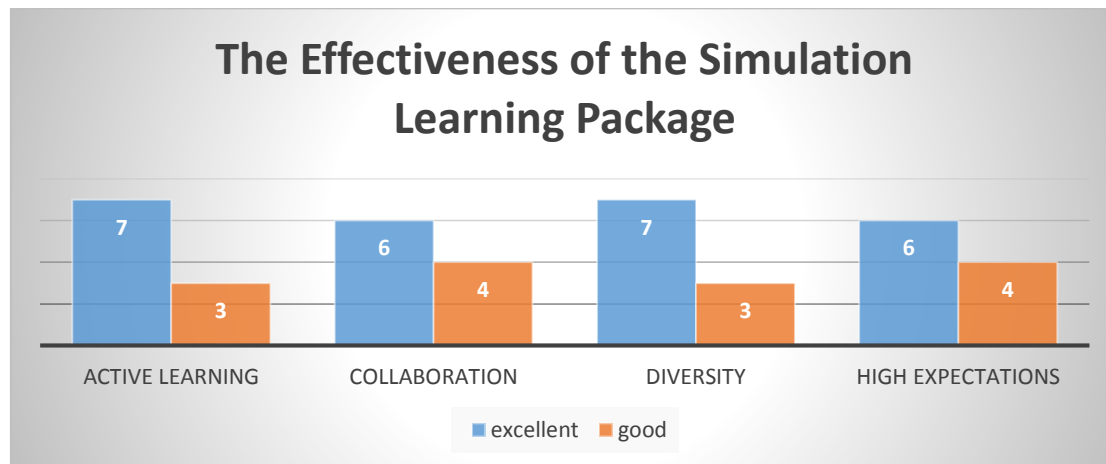 The Effectiveness of the Simulation
Learning Package
7
3
6
4
7
3
6
4
ACTIVE LEARNING
COLLABORATION
DIVERSITY
HIGH EXPECTATIONS
excellent
good